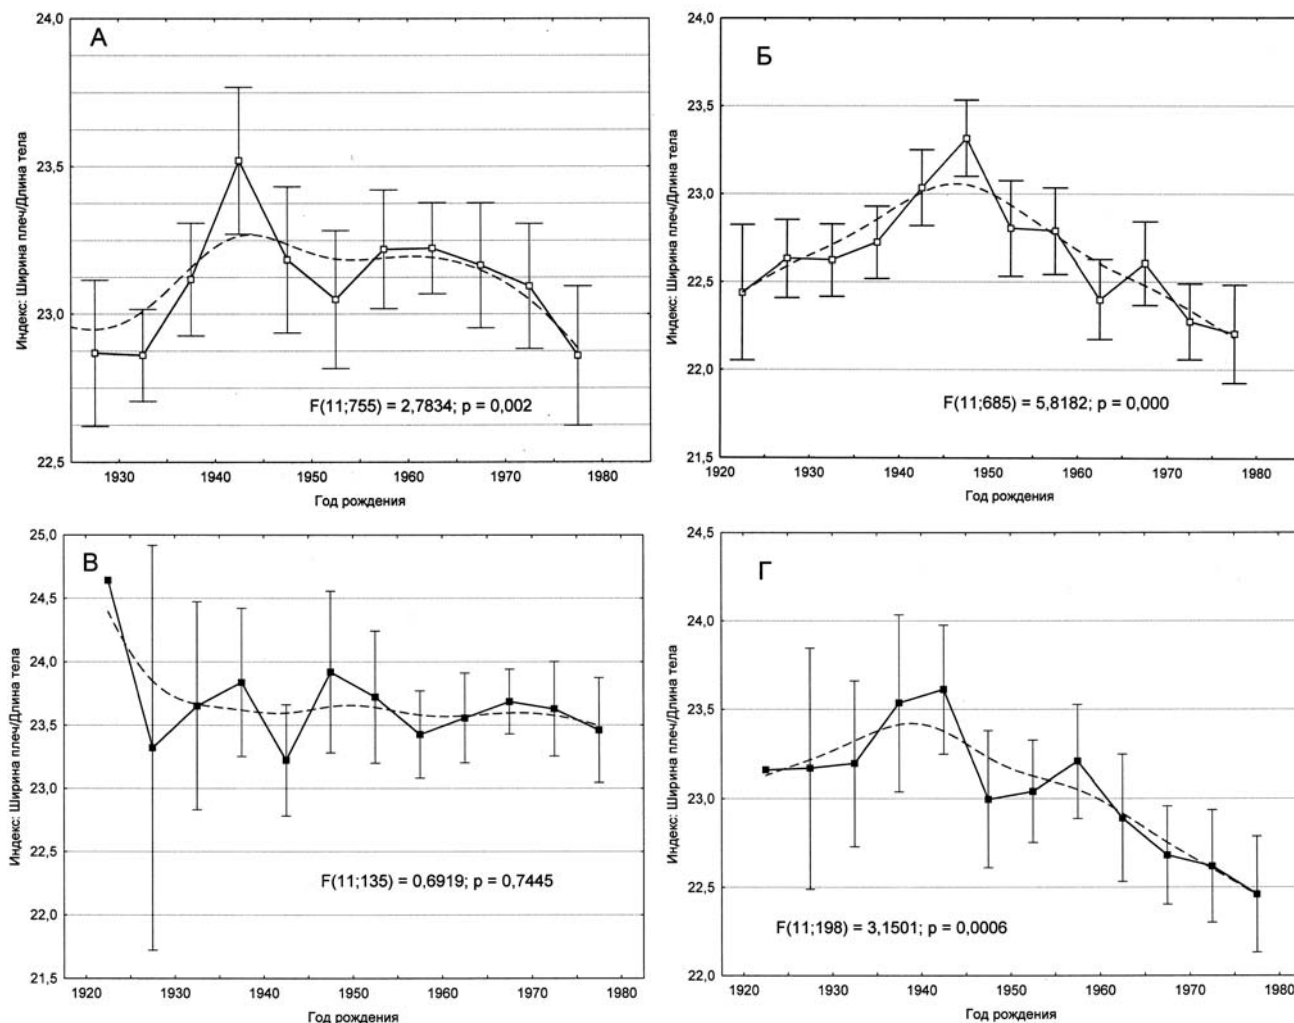 А
24,0
23,5
23,0
22,5
Индекс: Ширина плеч/Длина тела
F(11;755) = 2,7834; p = 0,002
1930 1940 1950 1960 1970 1980
Год рождения
Б
24,0
23,5
23,0
22,5
22,0
21,5
Индекс: Ширина плеч/Длина тела
F(11;685) = 5,8182; p = 0,000
1920 1930 1940 1950 1960 1970 1980
Год рождения
В
25,0
24,5
24,0
23,5
23,0
22,5
22,0
21,5
Индекс: Ширина плеч/Длина тела
F(11;135) = 0,6919; p = 0,7445
1920 1930 1940 1950 1960 1970 1980
Год рождения
Г
24,5
24,0
23,5
23,0
22,5
22,0
Индекс: Ширина плеч/Длина тела
F(11;198) = 3,1501; p = 0,0006
1920 1930 1940 1950 1960 1970 1980
Год рождения